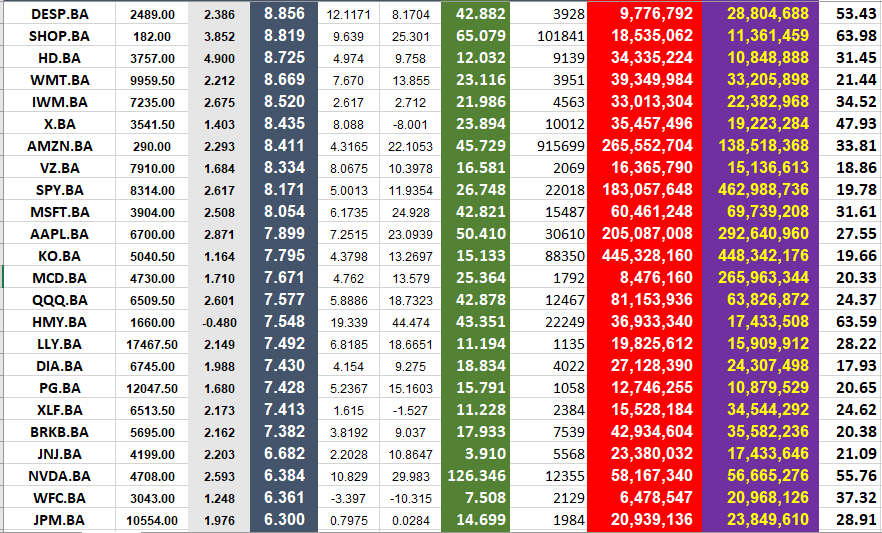 DESP.BA 2489.00 2.386 8.856 12.1171 8.1704 42.882 3928 9,776,792 28,804,688 53.43
SHOP.BA 182.00 3.852 8.819 9.639 25.301 65.079 101841 18,535,062 11,361,459 63.98
HD.BA 3757.00 4.900 8.725 4.974 9.758 12.032 9139 34,335,224 10,848,888 31.45
WMT.BA 9959.50 2.212 8.669 7.670 13.855 23.116 3951 39,349,984 33,205,898 21.44
IWM.BA 7235.00 2.675 8.520 2.617 2.712 21.986 4563 33,013,304 22,382,968 34.52
X.BA 3541.50 1.403 8.435 8.088 -8.001 23.894 10012 35,457,496 19,223,284 47.93
AMZN.BA 290.00 2.293 8.411 4.3165 22.1053 45.729 915699 265,552,704 138,518,368 33.81
VZ.BA 7910.00 1.684 8.334 8.0675 10.3978 16.581 2069 16,365,790 15,136,613 18.86
SPY.BA 8314.00 2.617 8.171 5.0013 11.9354 26.748 22018 183,057,648 462,988,736 19.78
MSFT.BA 3904.00 2.508 8.054 6.1735 24.928 42.821 15487 60,461,248 69,739,208 31.61
AAPL.BA 6700.00 2.871 7.899 7.2515 23.0939 50.410 30610 205,087,008 292,640,960 27.55
KO.BA 5040.50 1.164 7.795 4.3798 13.2697 15.133 88350 445,328,160 448,342,176 19.66
MCD.BA 4730.00 1.710 7.671 4.762 13.579 25.364 1792 8,476,160 265,963,344 20.33
QQQ.BA 6509.50 2.601 7.577 5.8886 18.7323 42.878 12467 81,153,936 63,826,872 24.37
HMY.BA 1660.00 -0.480 7.548 19.339 44.474 43.351 22249 36,933,340 17,433,508 63.59
LLY.BA 17467.50 2.149 7.492 6.8185 18.6651 11.194 1135 19,825,612 15,909,912 28.22
DIA.BA 6745.00 1.988 7.430 4.154 9.275 18.834 4022 27,128,390 24,307,498 17.93
PG.BA 12047.50 1.680 7.428 5.2367 15.1603 15.791 1058 12,746,255 10,879,529 20.65
XLF.BA 6513.50 2.173 7.413 1.615 -1.527 11.228 2384 15,528,184 34,544,292 24.62
BRKB.BA 5695.00 2.162 7.382 3.8192 9.037 17.933 7539 42,934,604 35,582,236 20.38
JNJ.BA 4199.00 2.203 6.682 2.2028 10.8647 3.910 5568 23,380,032 17,433,646 21.09
NVDA.BA 4708.00 2.593 6.384 10.829 29.983 126.346 12355 58,167,340 56,665,276 55.76
WFC.BA 3043.00 1.248 6.361 -3.397 -10.315 7.508 2129 6,478,547 20,968,126 37.32
JPM.BA 10554.00 1.976 6.300 0.7975 0.0284 14.699 1984 20,939,136 23,849,610 28.91